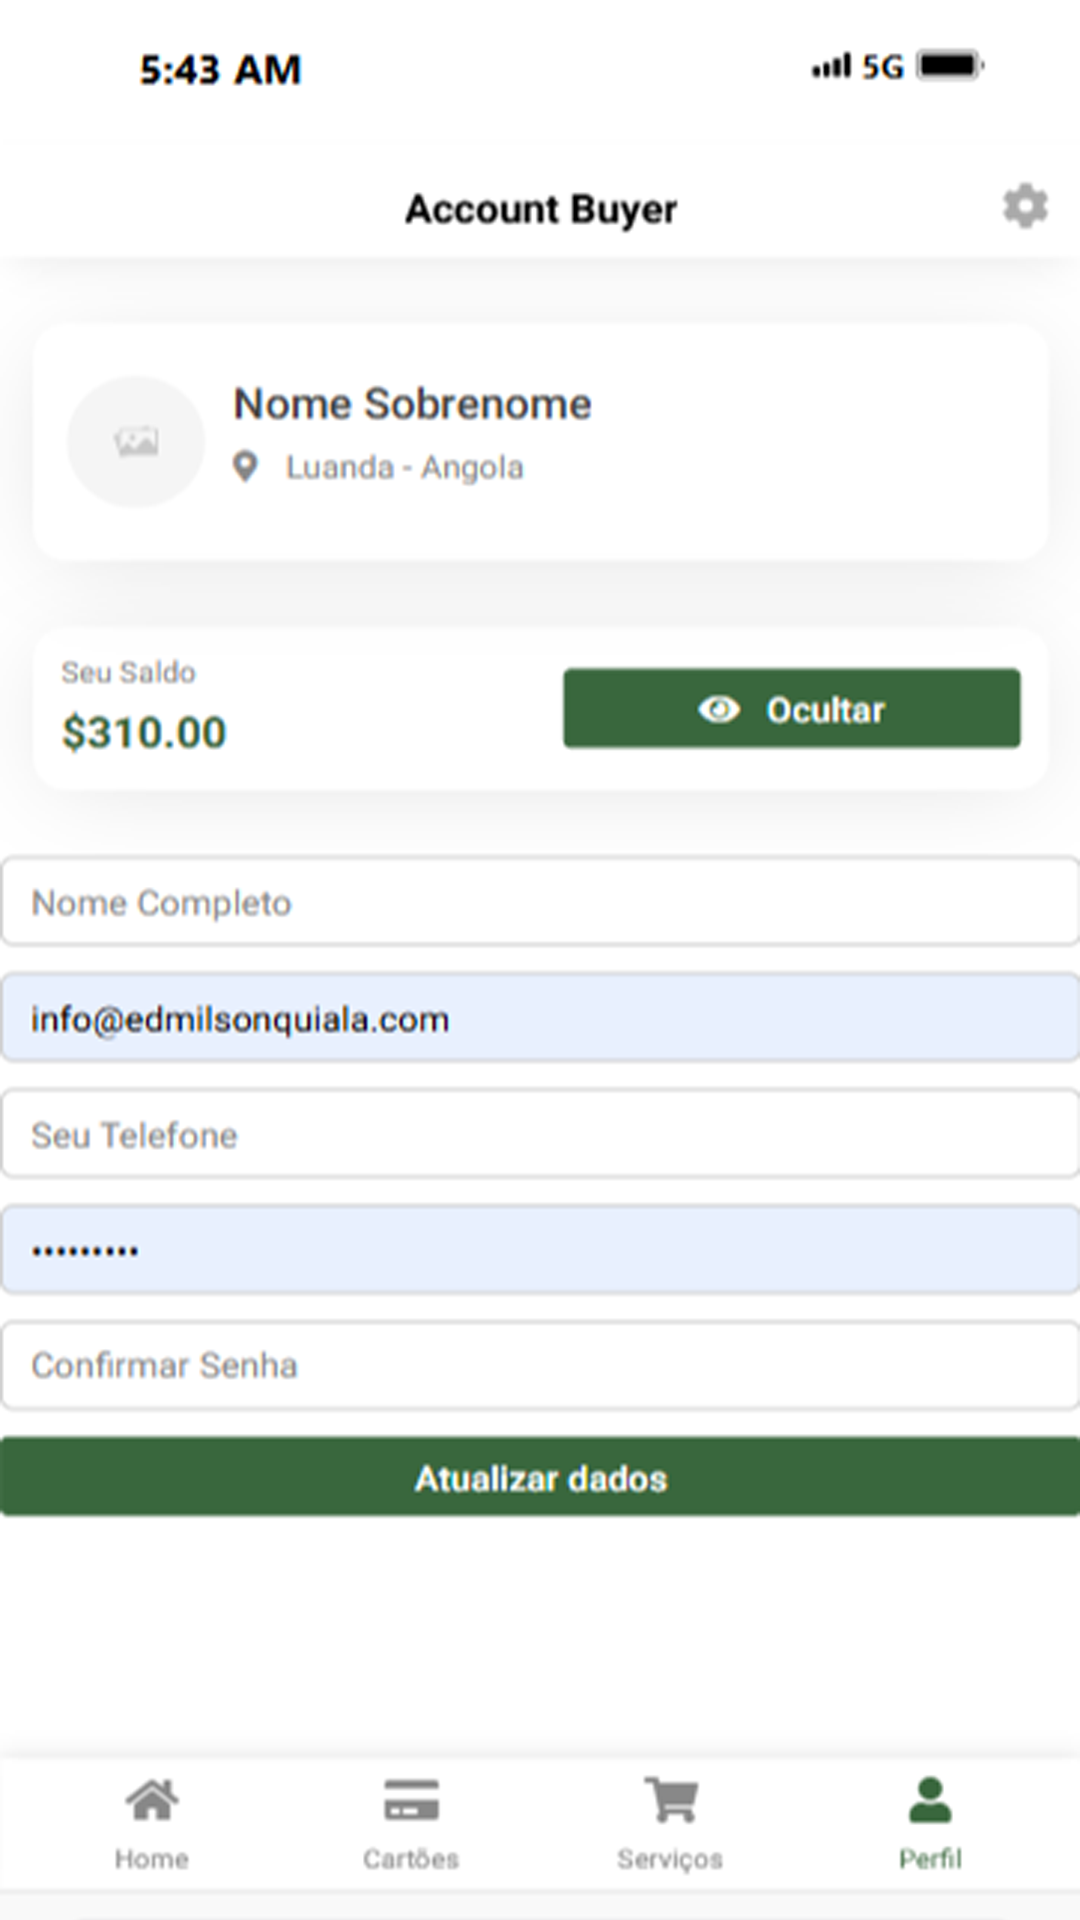 5:43 AM
5G
Account Buyer
Nome Sobrenome
Luanda - Angola
Seu Saldo
$310.00
Ocultar
Nome Completo
info@edmilsonquiala.com
Seu Telefone
•••••••••
Confirmar Senha
Atualizar dados
Home Cartões Serviços Perfil